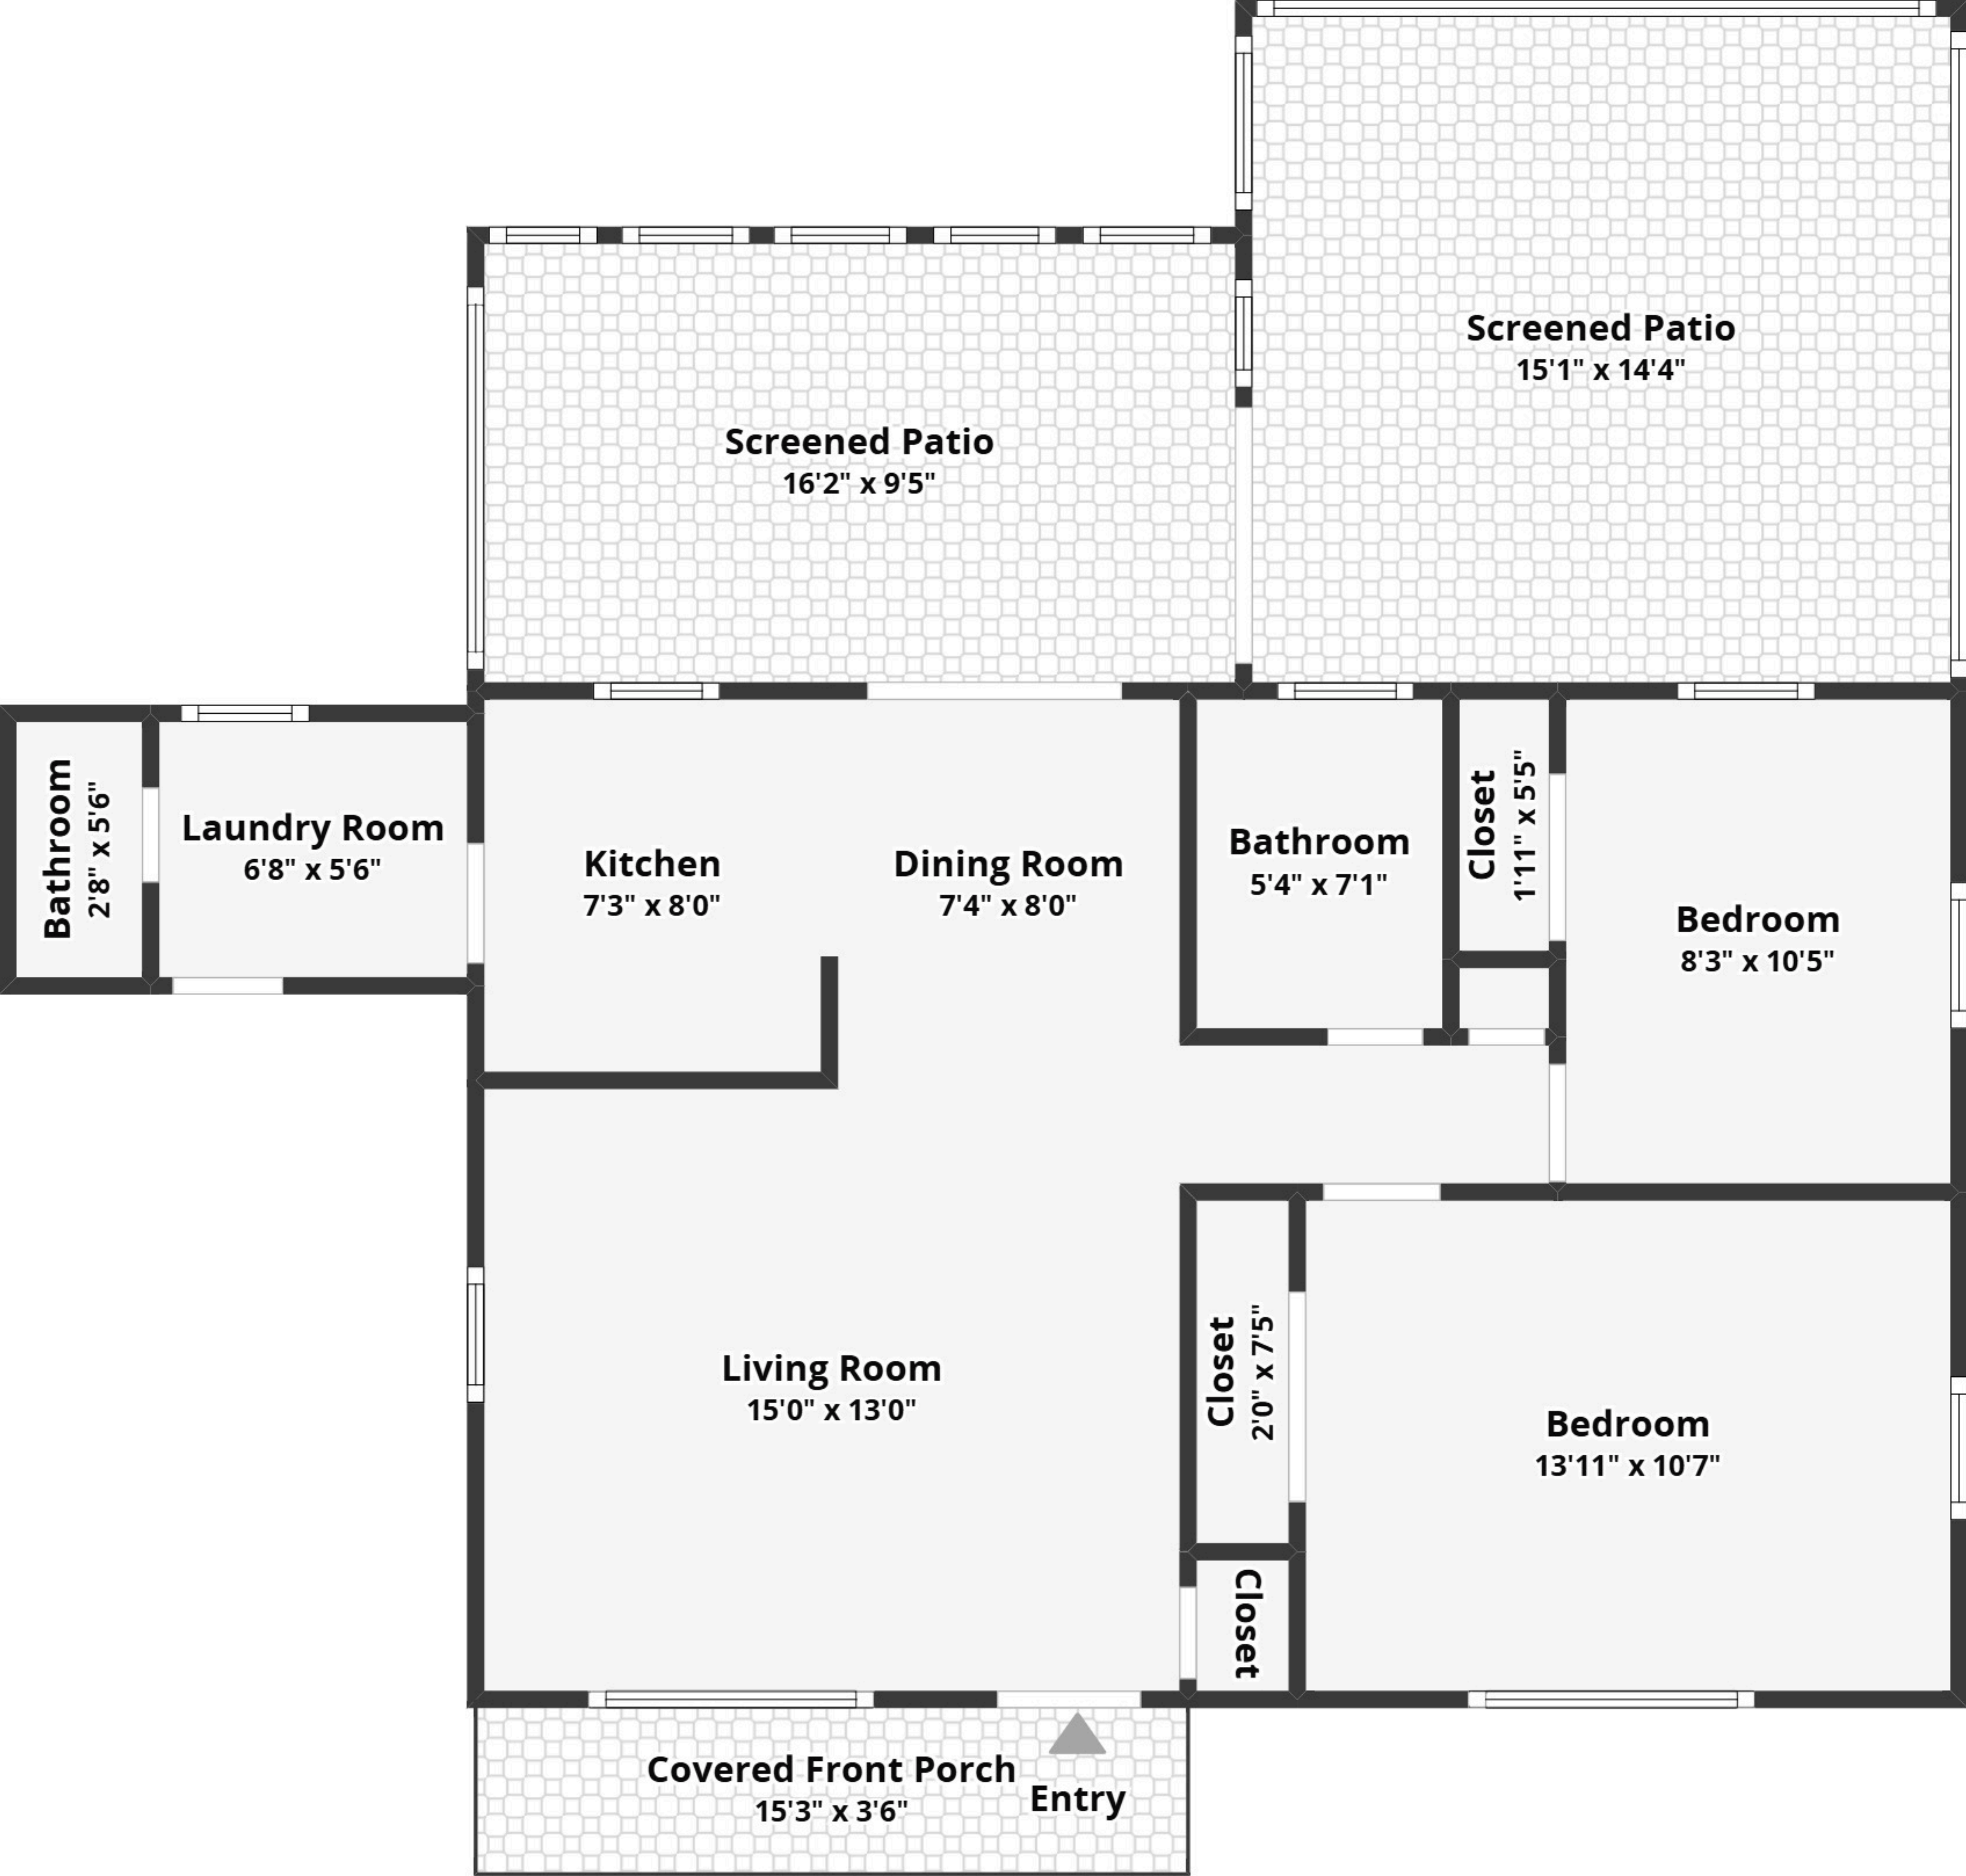 Screened Patio
15'1" x 14'4"
Screened Patio
16'2" x 9'5"
Bathroom
2'8" x 5'6"
Laundry Room
6'8" x 5'6"
Kitchen
7'3" x 8'0"
Dining Room
7'4" x 8'0"
Bathroom
5'4" x 7'1"
Closet
1'11" x 5'5"
Bedroom
8'3" x 10'5"
Living Room
15'0" x 13'0"
Closet
2'0" x 7'5"
Bedroom
13'11" x 10'7"
Closet
Covered Front Porch
15'3" x 3'6"
Entry